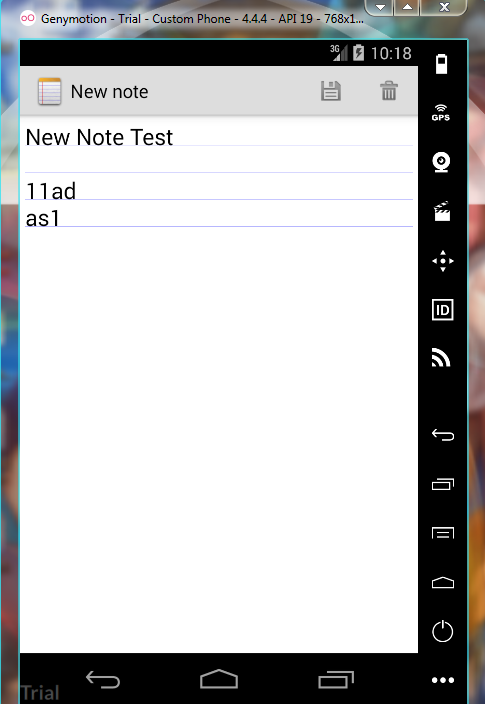 Genymotion - Trial - Custom Phone - 4.4.4 - API 19 - 768x1...
3G 10:18
New note
New Note Test
11ad
as1
GPS
ID
Trial